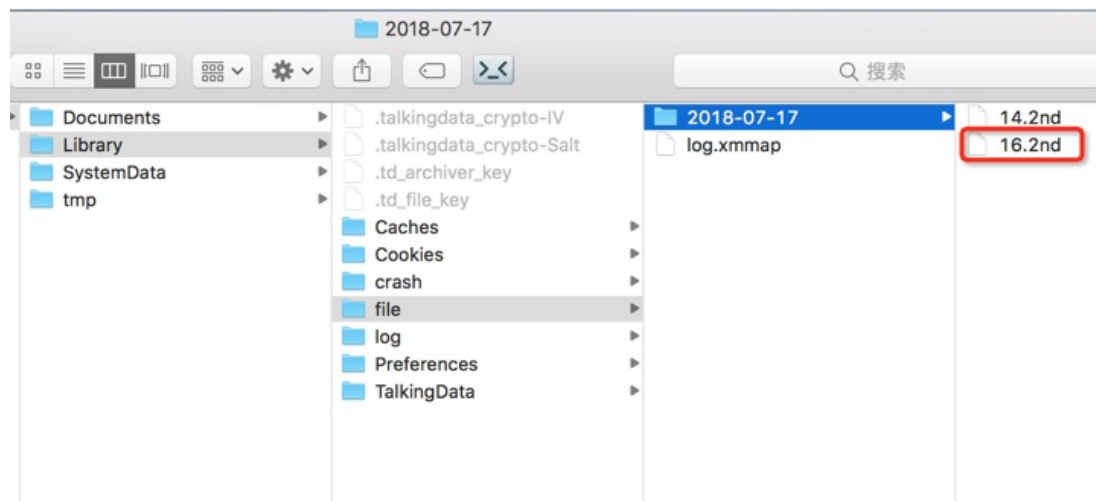 2018-07-17
搜索
Documents
Library
SystemData
tmp
.talkingdata_crypto-IV
.talkingdata_crypto-Salt
.td_archiver_key
.td_file_key
Caches
Cookies
crash
file
log
Preferences
TalkingData
2018-07-17
log.xmmap
14.2nd
16.2nd